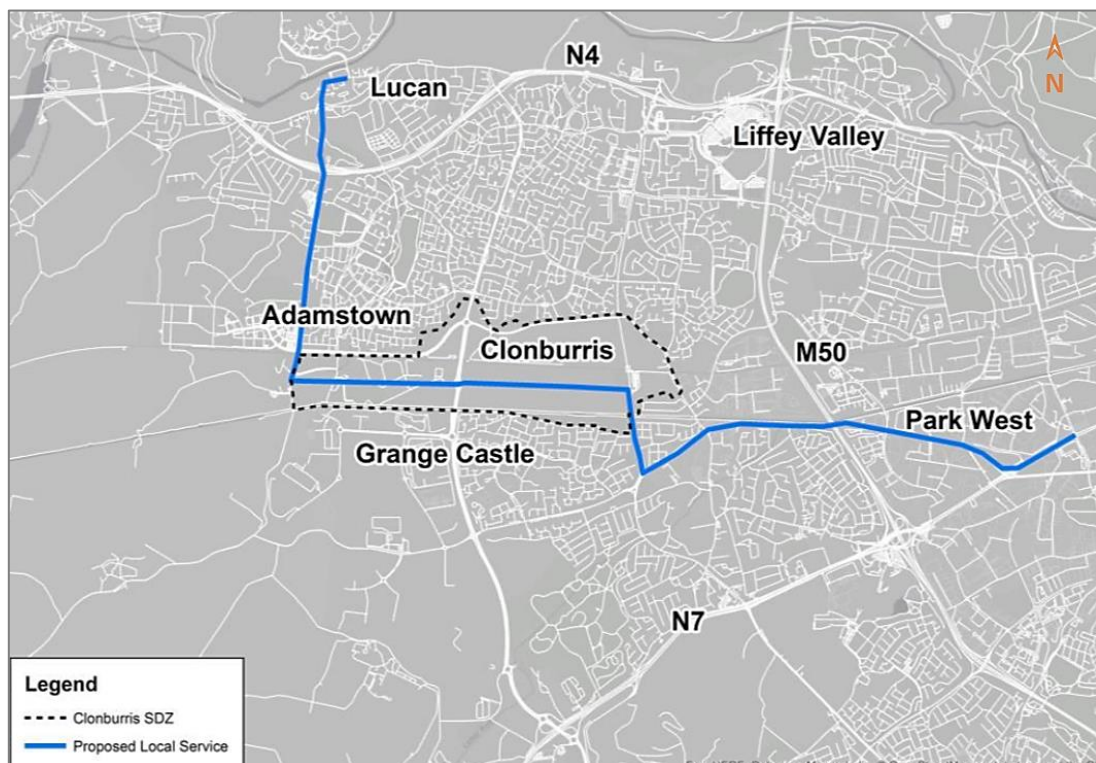 N4
N
Lucan
Liffey Valley
Adamstown
Clonburris
M50
Park West
Grange Castle
N7
Legend
Clonburris SDZ
Proposed Local Service